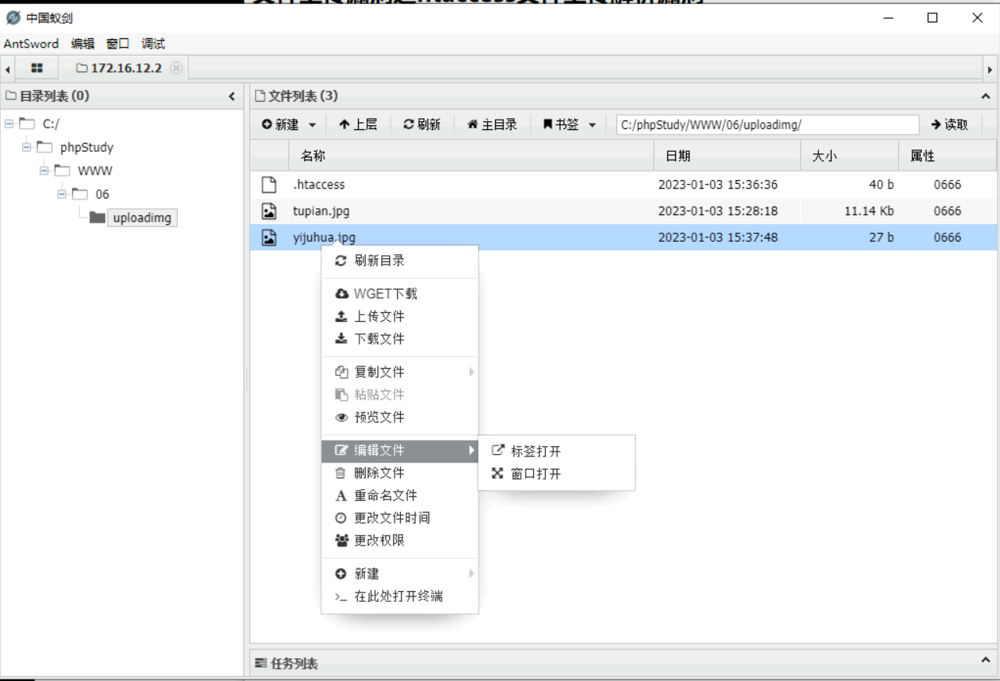 中国蚁剑
AntSword 编辑 窗口 调试
172.16.12.2
目录列表 (0)
C:/
phpStudy
WWW
06
uploadimg
文件列表 (3)
新建 上层 刷新 主目录 书签 C:/phpStudy/WWW/06/uploadimg/ 读取
名称 日期 大小 属性
.htaccess 2023-01-03 15:36:36 40 b 0666
tupian.jpg 2023-01-03 15:28:18 11.14 Kb 0666
yijuhua.jpg 2023-01-03 15:37:48 27 b 0666
刷新目录
WGET下载
上传文件
下载文件
复制文件
粘贴文件
预览文件
编辑文件
标签打开
窗口打开
删除文件
重命名文件
更改文件时间
更改权限
新建
在此处打开终端
任务列表